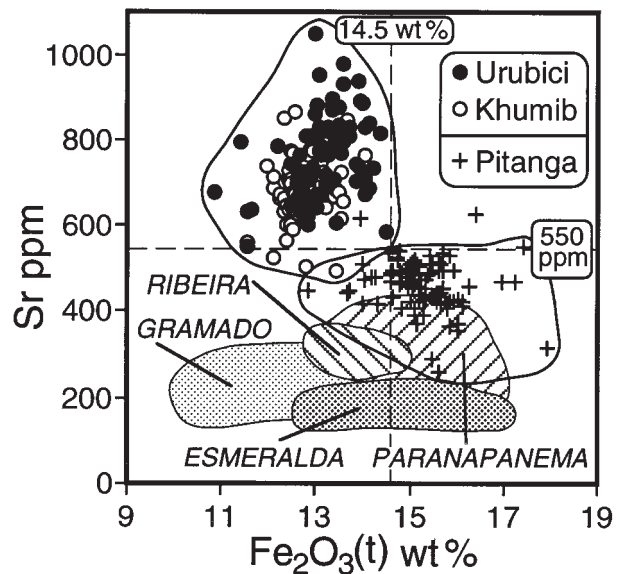 14.5 wt%
1000
800
600
400
200
0
Sr ppm
Urubici
Khumib
Pitanga
550
ppm
RIBEIRA
GRAMADO
ESMERALDA
PARANAPANEMA
9
11
13
15
17
19
Fe₂O₃(t) wt%